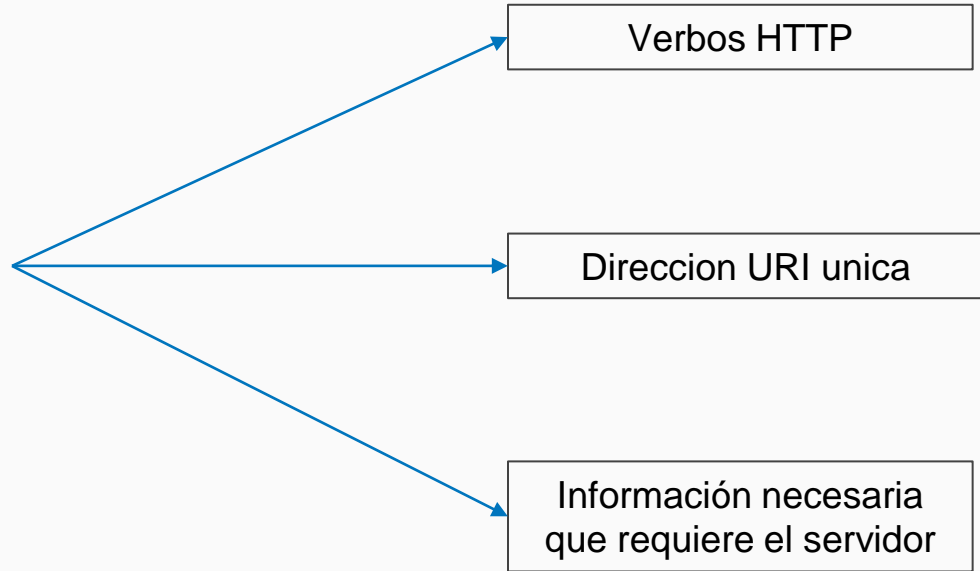 Verbos HTTP
Direccion URI unica
Información necesaria
que requiere el servidor